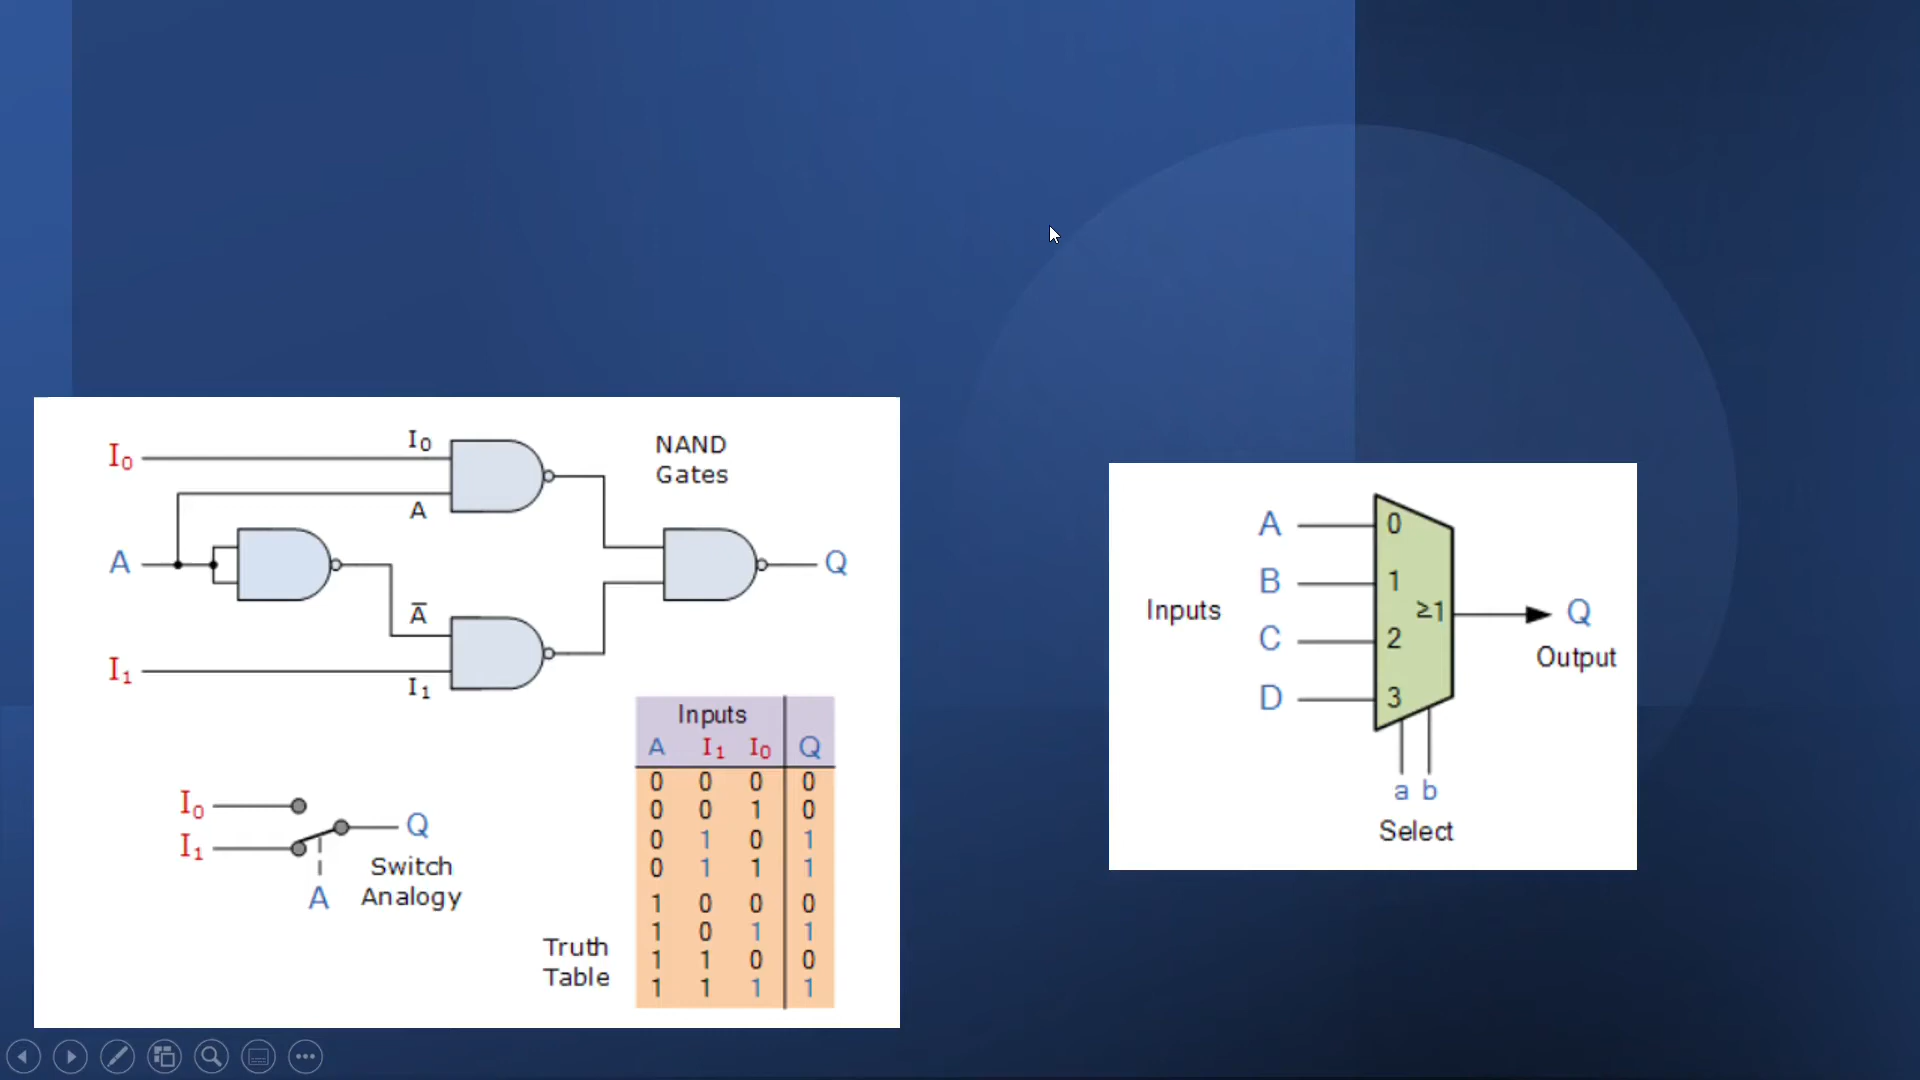 I₀
I₀
NAND
Gates
A
A
Q
A̅
I₁
I₁
Inputs
A I₁ I₀ Q
0 0 0 0
0 0 1 0
0 1 0 1
0 1 1 1
1 0 0 0
1 0 1 1
1 1 0 0
1 1 1 1
Truth
Table
I₀
I₁
Q
A
Switch
Analogy
Inputs
A 0
B 1
C 2
D 3
≥1
Q
Output
a b
Select